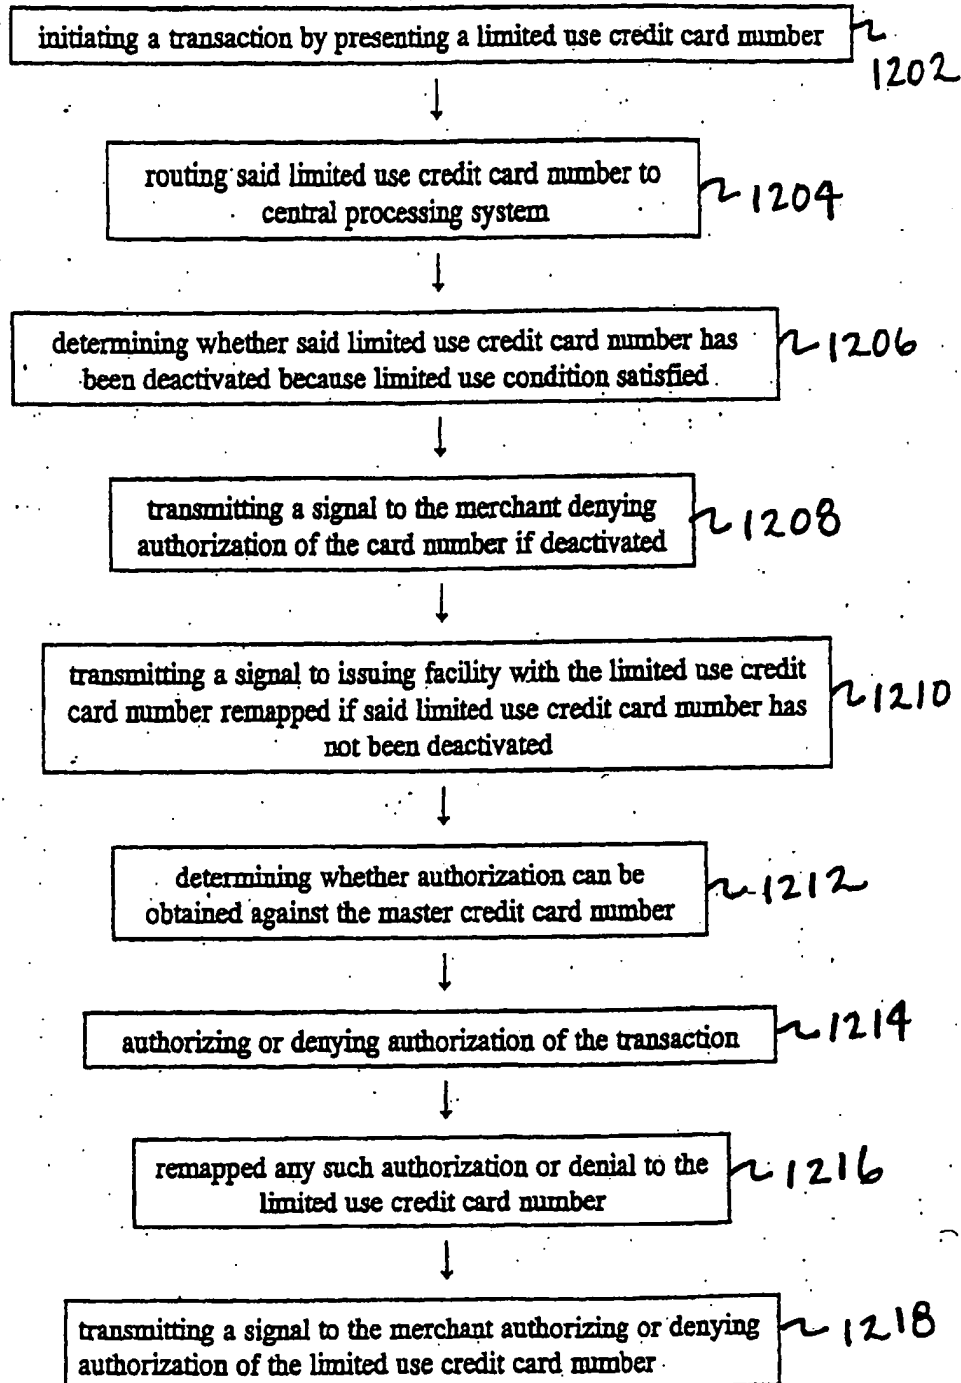 initiating a transaction by presenting a limited use credit card number
1202
routing said limited use credit card number to
central processing system
1204
determining whether said limited use credit card number has
been deactivated because limited use condition satisfied
1206
transmitting a signal to the merchant denying
authorization of the card number if deactivated
1208
transmitting a signal to issuing facility with the limited use credit
card number remapped if said limited use credit card number has
not been deactivated
1210
determining whether authorization can be
obtained against the master credit card number
1212
authorizing or denying authorization of the transaction
1214
remapped any such authorization or denial to the
limited use credit card number
1216
transmitting a signal to the merchant authorizing or denying
authorization of the limited use credit card number
1218